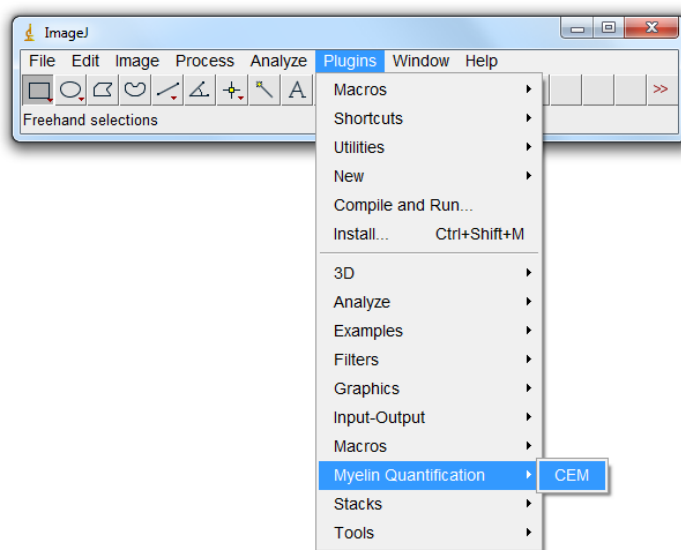 ImageJ
File Edit Image Process Analyze Plugins Window Help
A
>>
Freehand selections
Macros
Shortcuts
Utilities
New
Compile and Run...
Install... Ctrl+Shift+M
3D
Analyze
Examples
Filters
Graphics
Input-Output
Macros
Myelin Quantification CEM
Stacks
Tools